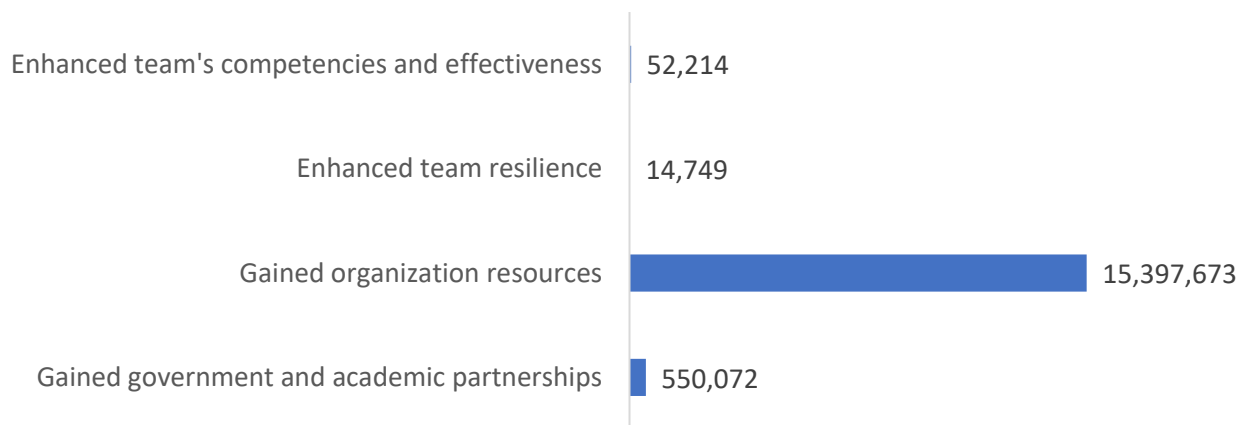 Enhanced team's competencies and effectiveness 52,214
Enhanced team resilience 14,749
Gained organization resources 15,397,673
Gained government and academic partnerships 550,072